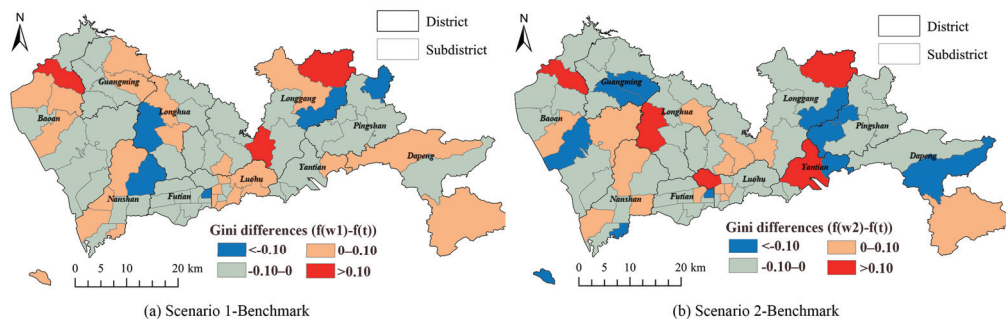 N
District
Subdistrict
Guangming
Baoan
Longhua
Longgang
Pingshan
Dapeng
Yantian
Luohu
Futian
Nanshan
Gini differences (f(w1)-f(t))
<-0.10
0–0.10
-0.10–0
>0.10
0 5 10 20 km
(a) Scenario 1-Benchmark
N
District
Subdistrict
Guangming
Baoan
Longhua
Longgang
Pingshan
Dapeng
Yantian
Luohu
Futian
Nanshan
Gini differences (f(w2)-f(t))
<-0.10
0–0.10
-0.10–0
>0.10
0 5 10 20 km
(b) Scenario 2-Benchmark